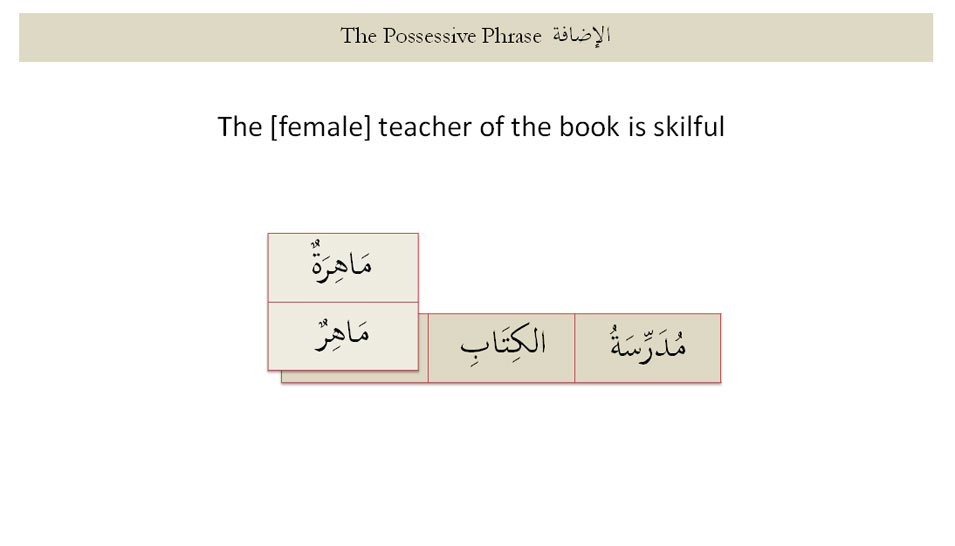 The Possessive Phrase الإضافة
The [female] teacher of the book is skilful
مَاهِرَةٌ
مُدَرِّسَةُ الكِتَابِ مَاهِرٌ